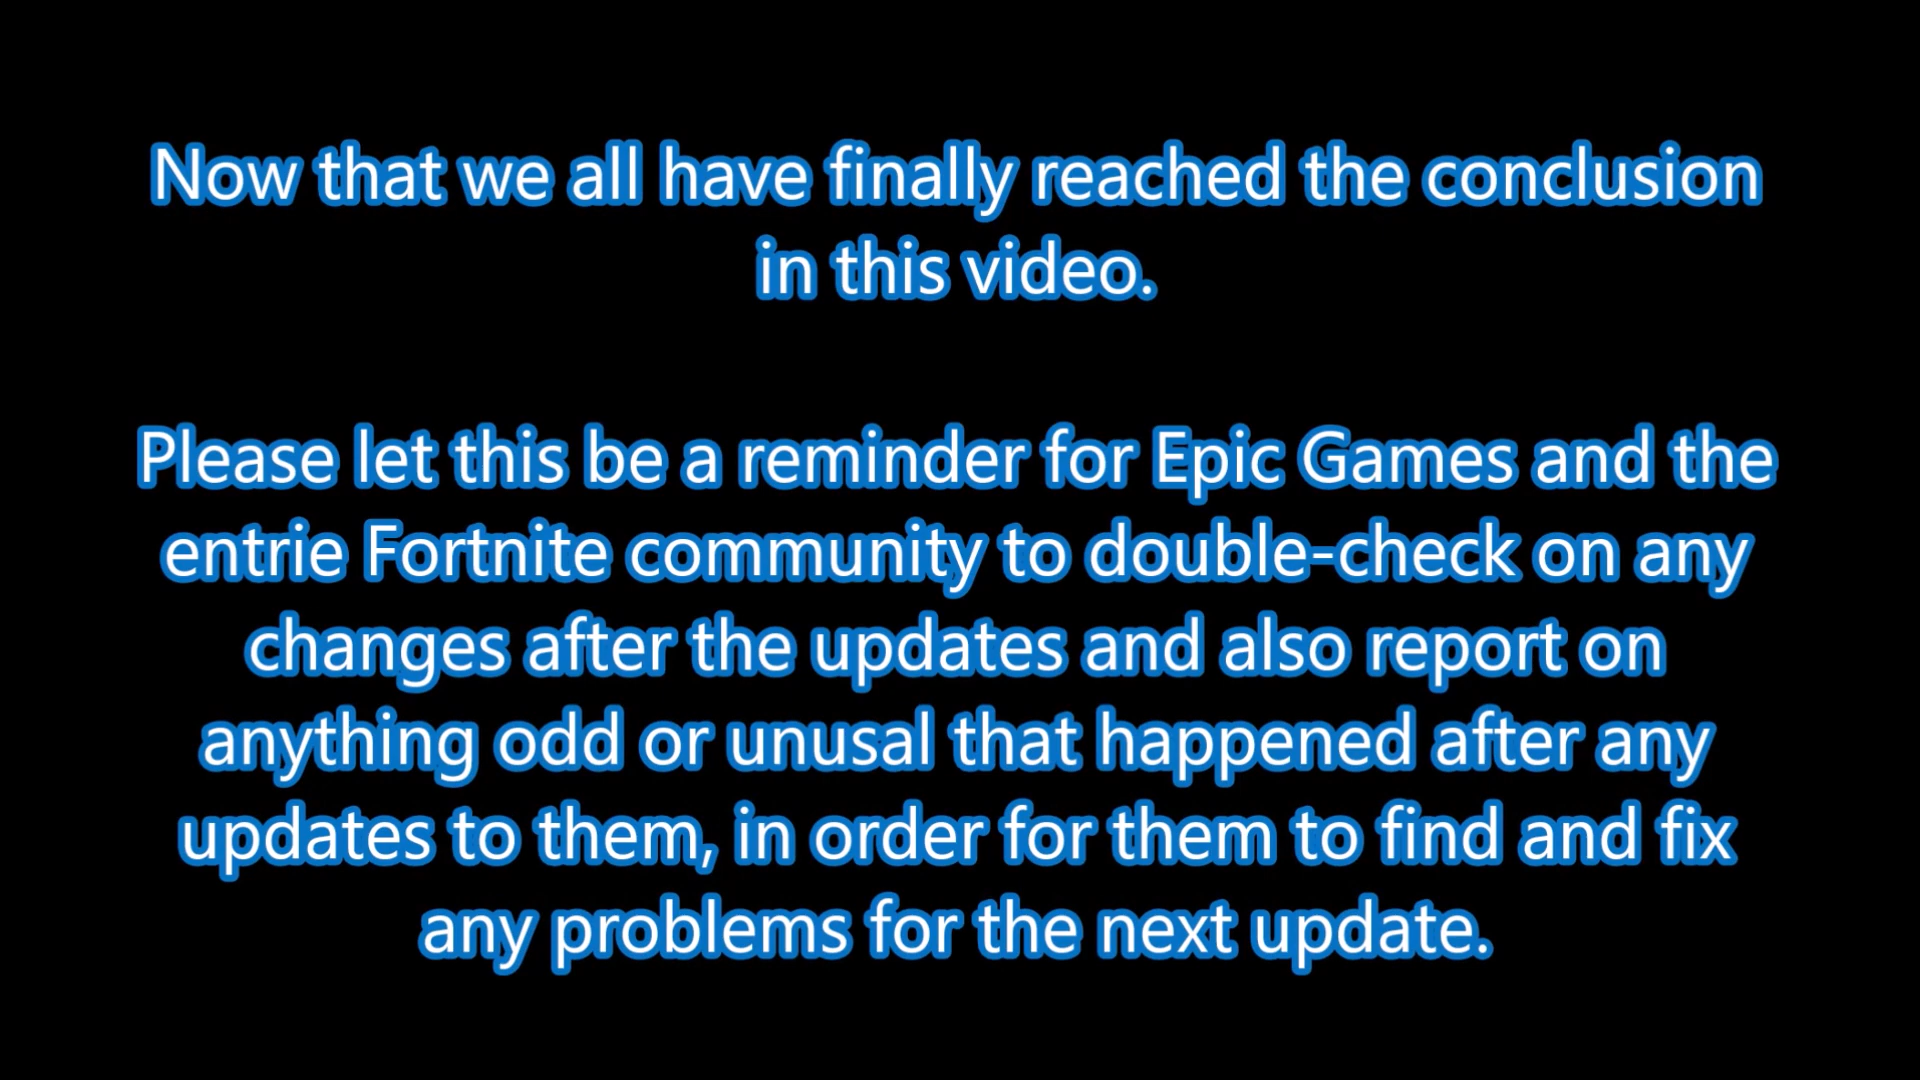 Now that we all have finally reached the conclusion
in this video.
Please let this be a reminder for Epic Games and the
entrie Fortnite community to double-check on any
changes after the updates and also report on
anything odd or unusal that happened after any
updates to them, in order for them to find and fix
any problems for the next update.